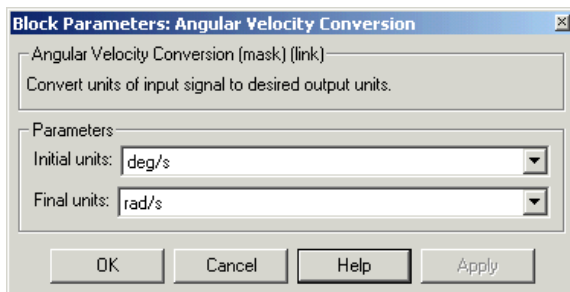 Block Parameters: Angular Velocity Conversion
Angular Velocity Conversion (mask) (link)
Convert units of input signal to desired output units.
Parameters
Initial units: deg/s
Final units: rad/s
OK Cancel Help Apply